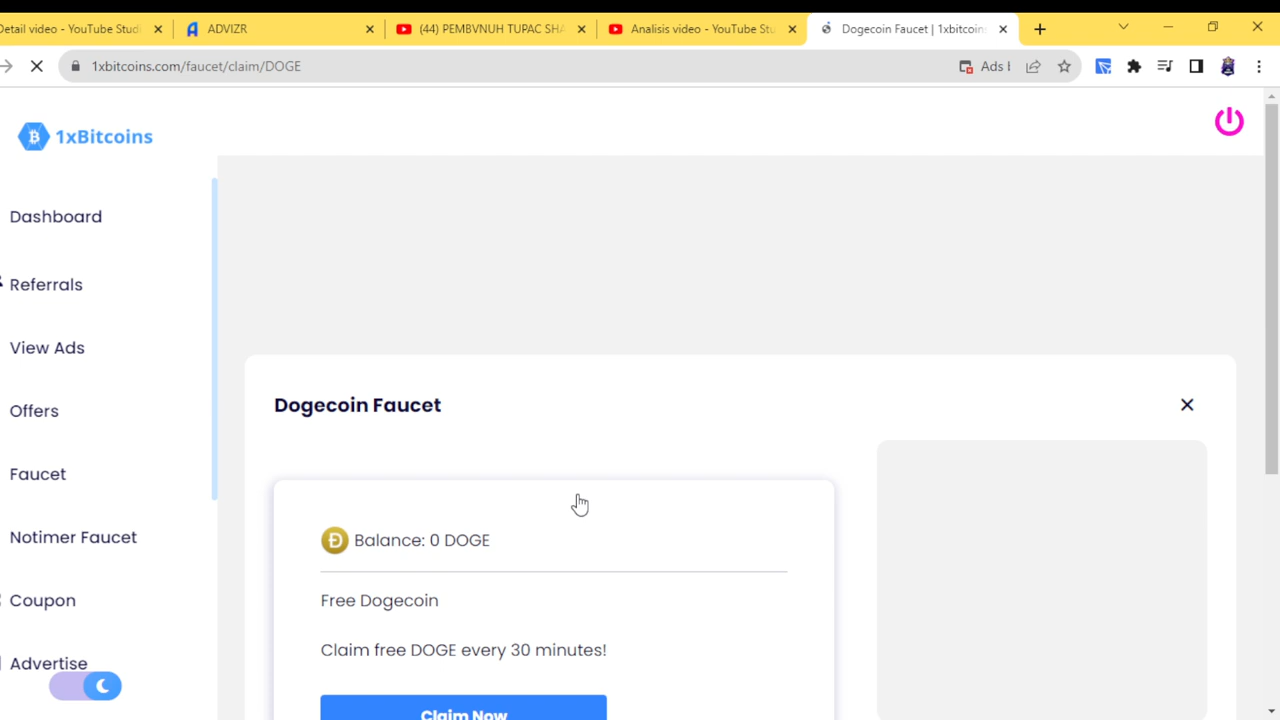 Detail video - YouTube Studi
ADVIZR
(44) PEMBVNUH TUPAC SHA
Analisis video - YouTube Stu
Dogecoin Faucet | 1xbitcoins
1xbitcoins.com/faucet/claim/DOGE
Ads
1xBitcoins
Dashboard
Referrals
View Ads
Offers
Faucet
Notimer Faucet
Coupon
Advertise
Dogecoin Faucet
Balance: 0 DOGE
Free Dogecoin
Claim free DOGE every 30 minutes!
Claim Now